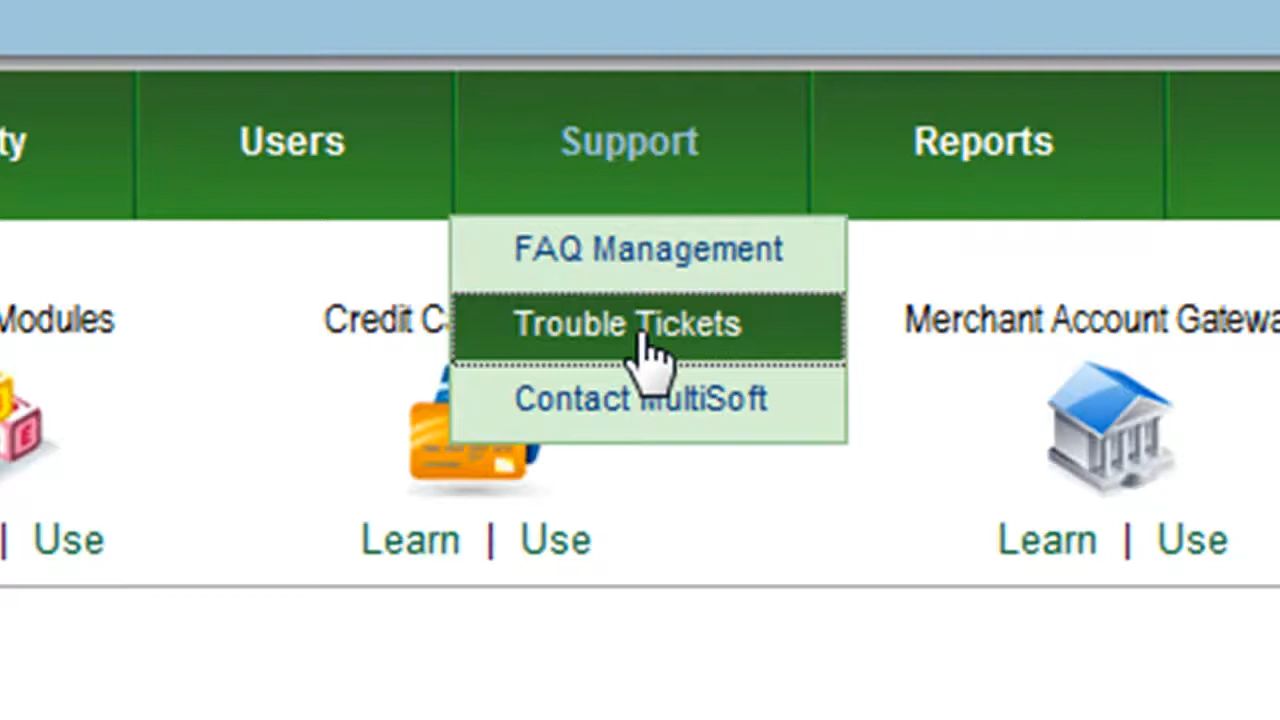 ty Users Support Reports
FAQ Management
Modules Credit C Trouble Tickets Merchant Account Gatewa
Contact MultiSoft
| Use Learn | Use Learn | Use